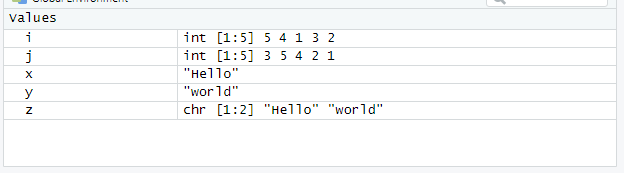 Global Environment
Values
i int [1:5] 5 4 1 3 2
j int [1:5] 3 5 4 2 1
x "Hello"
y "world"
z chr [1:2] "Hello" "world"